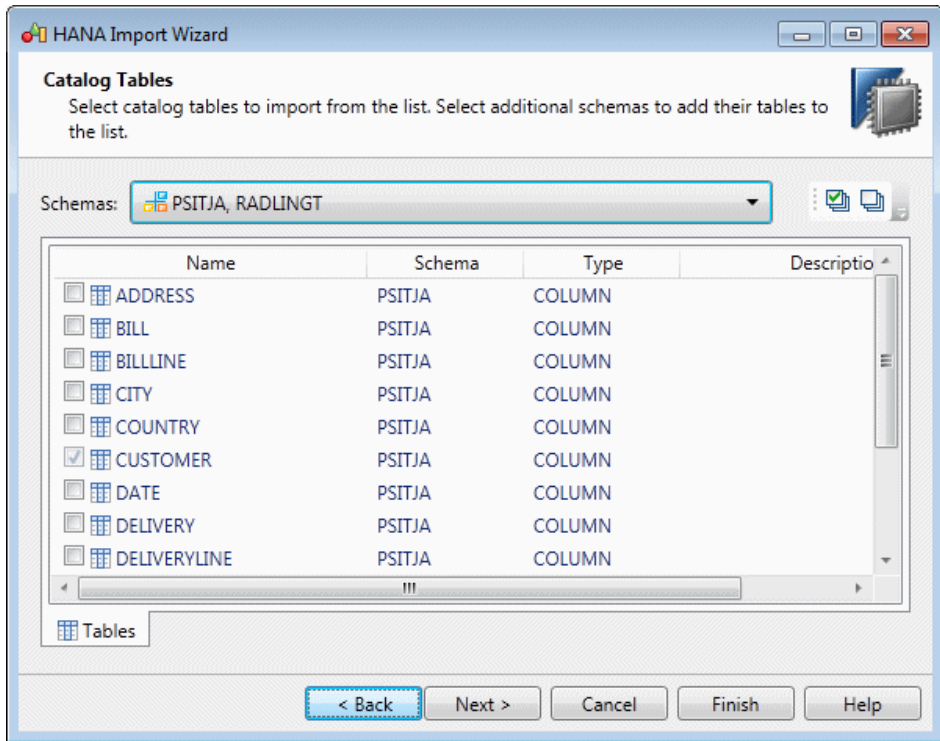 HANA Import Wizard
Catalog Tables
Select catalog tables to import from the list. Select additional schemas to add their tables to
the list.
Schemas: PSITJA, RADLINGT
Name Schema Type Descriptio
ADDRESS PSITJA COLUMN
BILL PSITJA COLUMN
BILLLINE PSITJA COLUMN
CITY PSITJA COLUMN
COUNTRY PSITJA COLUMN
CUSTOMER PSITJA COLUMN
DATE PSITJA COLUMN
DELIVERY PSITJA COLUMN
DELIVERYLINE PSITJA COLUMN
Tables
< Back Next > Cancel Finish Help